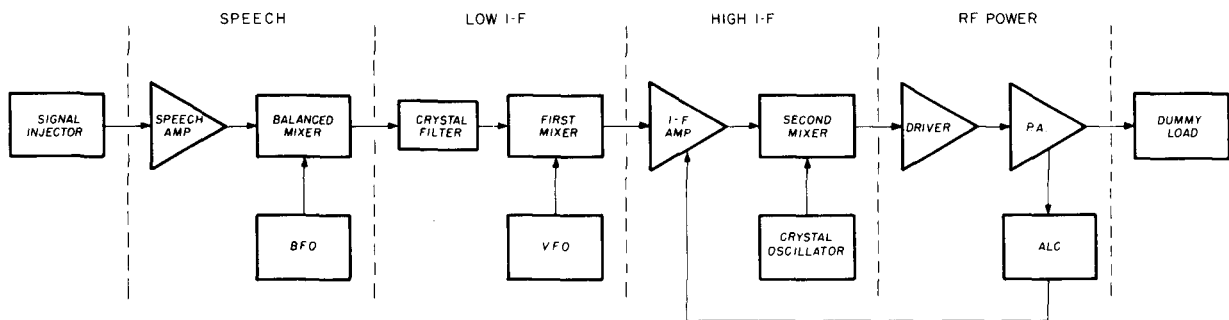 SPEECH
LOW I-F
HIGH I-F
RF POWER
SIGNAL
INJECTOR
SPEECH
AMP
BALANCED
MIXER
CRYSTAL
FILTER
FIRST
MIXER
I-F
AMP
SECOND
MIXER
DRIVER
P.A.
DUMMY
LOAD
BFO
VFO
CRYSTAL
OSCILLATOR
ALC